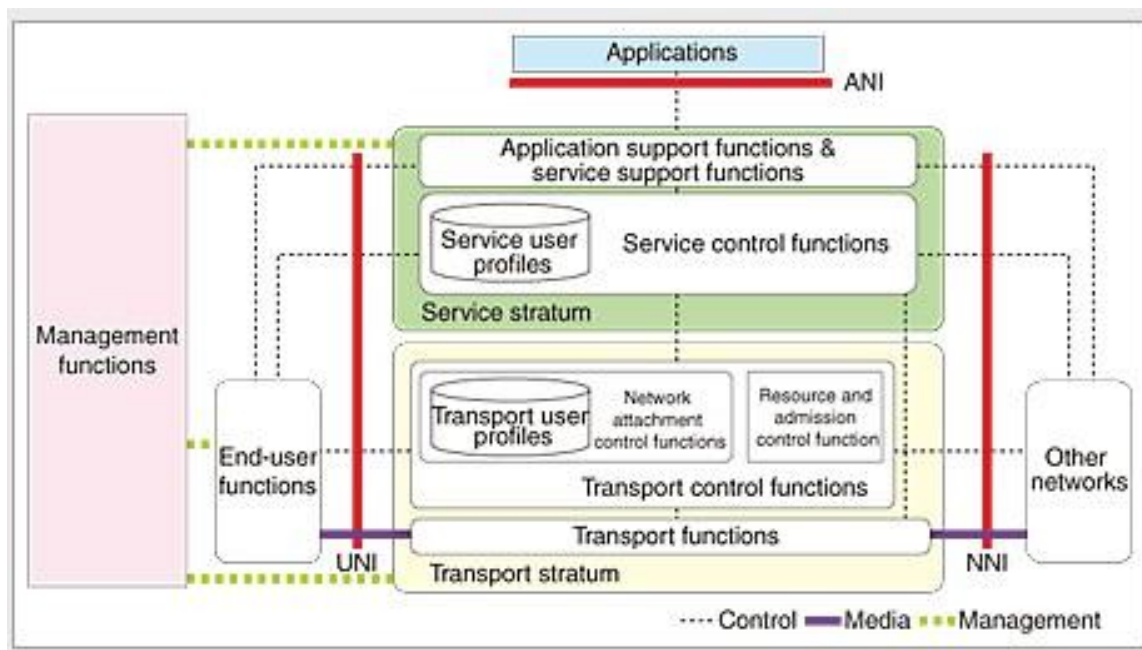 Applications
ANI
Application support functions &
service support functions
Service user
profiles
Service control functions
Service stratum
Management
functions
Transport user
profiles
Network
attachment
control functions
Resource and
admission
control function
End-user
functions
Other
networks
Transport control functions
Transport functions
UNI
NNI
Transport stratum
Control
Media
Management